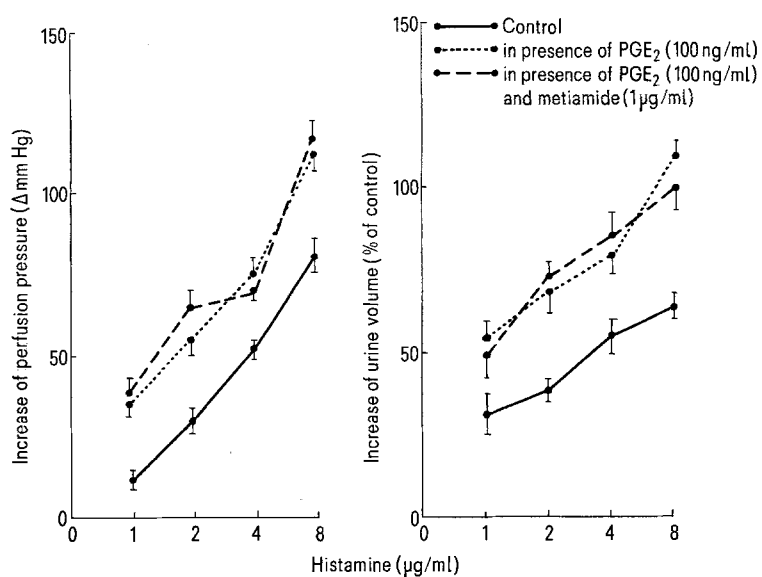 Control
in presence of PGE₂ (100 ng/ml)
in presence of PGE₂ (100 ng/ml)
and metiamide (1 µg/ml)
Increase of perfusion pressure (Δ mm Hg)
150
100
50
0
0 1 2 4 8
Increase of urine volume (% of control)
150
100
50
0
0 1 2 4 8
Histamine (µg/ml)